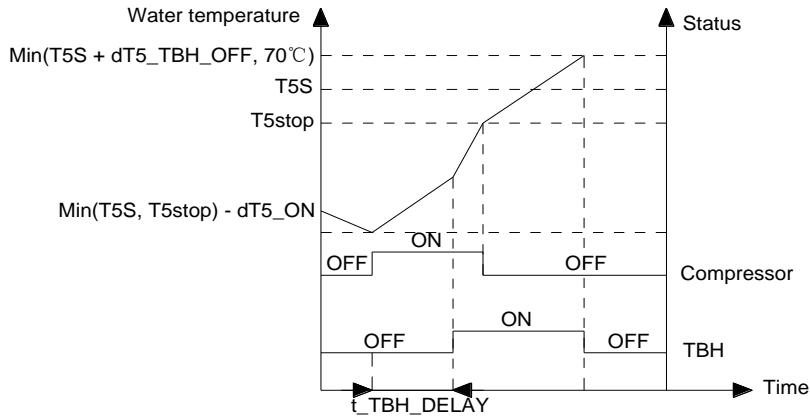 Water temperature
Status
Min(T5S + dT5_TBH_OFF, 70℃)
T5S
T5stop
Min(T5S, T5stop) - dT5_ON
ON
OFF
OFF
Compressor
ON
OFF
OFF
TBH
Time
t_TBH_DELAY